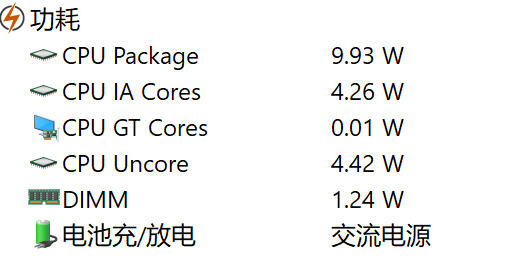 功耗
CPU Package 9.93 W
CPU IA Cores 4.26 W
CPU GT Cores 0.01 W
CPU Uncore 4.42 W
DIMM 1.24 W
电池充/放电 交流电源